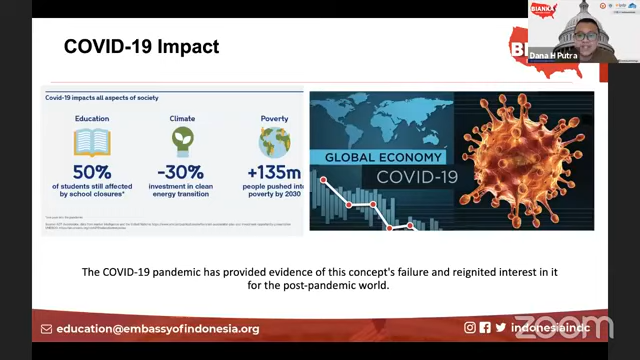 COVID-19 Impact
BIANKA
Dana H Putra
Covid-19 impacts all aspects of society
Education
Climate
Poverty
50%
-30%
+135m
of students still affected
by school closures*
investment in clean
energy transition
people pushed into
poverty by 2030
GLOBAL ECONOMY
COVID-19
The COVID-19 pandemic has provided evidence of this concept's failure and reignited interest in it
for the post-pandemic world.
education@embassyofindonesia.org
indonesiaindc
zoom